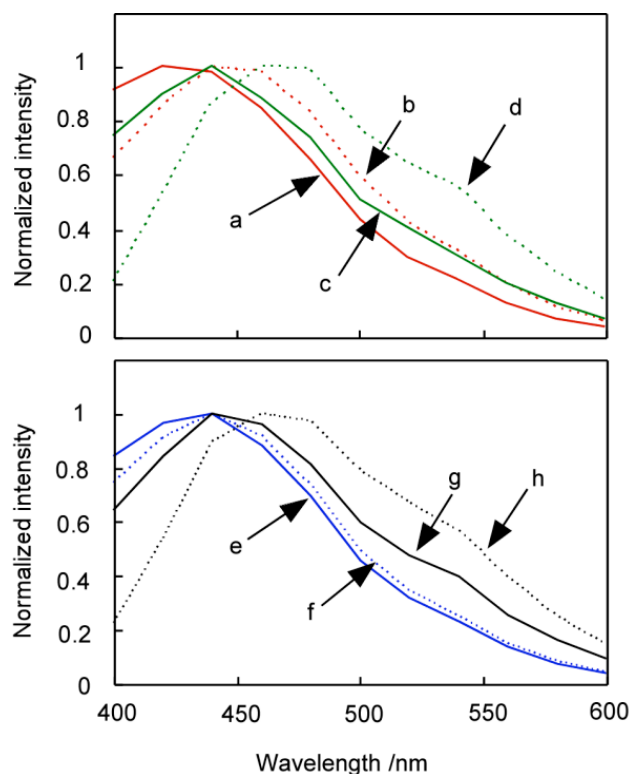 Normalized intensity
1
0.8
0.6
0.4
0.2
0
a
b
c
d
Normalized intensity
1
0.8
0.6
0.4
0.2
0
e
f
g
h
400 450 500 550 600
Wavelength /nm